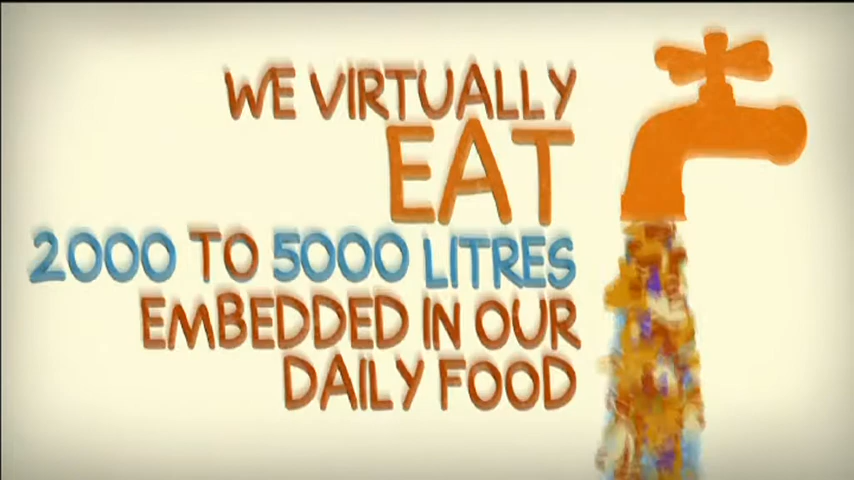 WE VIRTUALLY
EAT
2000 TO 5000 LITRES
EMBEDDED IN OUR
DAILY FOOD